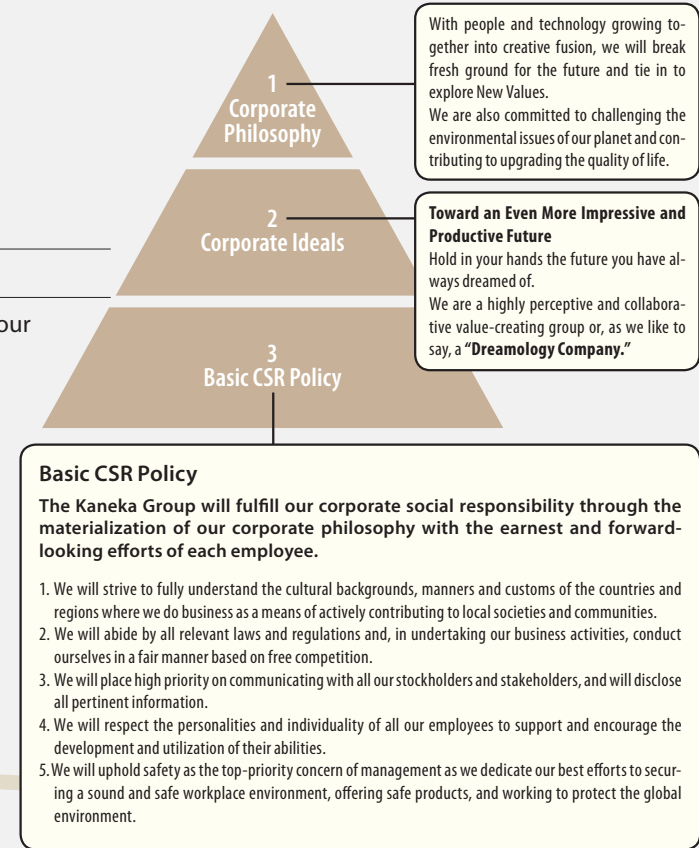 With people and technology growing to-
gether into creative fusion, we will break
fresh ground for the future and tie in to
explore New Values.
We are also committed to challenging the
environmental issues of our planet and con-
tributing to upgrading the quality of life.
1
Corporate
Philosophy
2
Corporate Ideals
Toward an Even More Impressive and
Productive Future
Hold in your hands the future you have al-
ways dreamed of.
We are a highly perceptive and collabora-
tive value-creating group or, as we like to
say, a “Dreamology Company.”
our
3
Basic CSR Policy
Basic CSR Policy
The Kaneka Group will fulfill our corporate social responsibility through the
materialization of our corporate philosophy with the earnest and forward-
looking efforts of each employee.
1. We will strive to fully understand the cultural backgrounds, manners and customs of the countries and
regions where we do business as a means of actively contributing to local societies and communities.
2. We will abide by all relevant laws and regulations and, in undertaking our business activities, conduct
ourselves in a fair manner based on free competition.
3. We will place high priority on communicating with all our stockholders and stakeholders, and will disclose
all pertinent information.
4. We will respect the personalities and individuality of all our employees to support and encourage the
development and utilization of their abilities.
5. We will uphold safety as the top-priority concern of management as we dedicate our best efforts to secur-
ing a sound and safe workplace environment, offering safe products, and working to protect the global
environment.